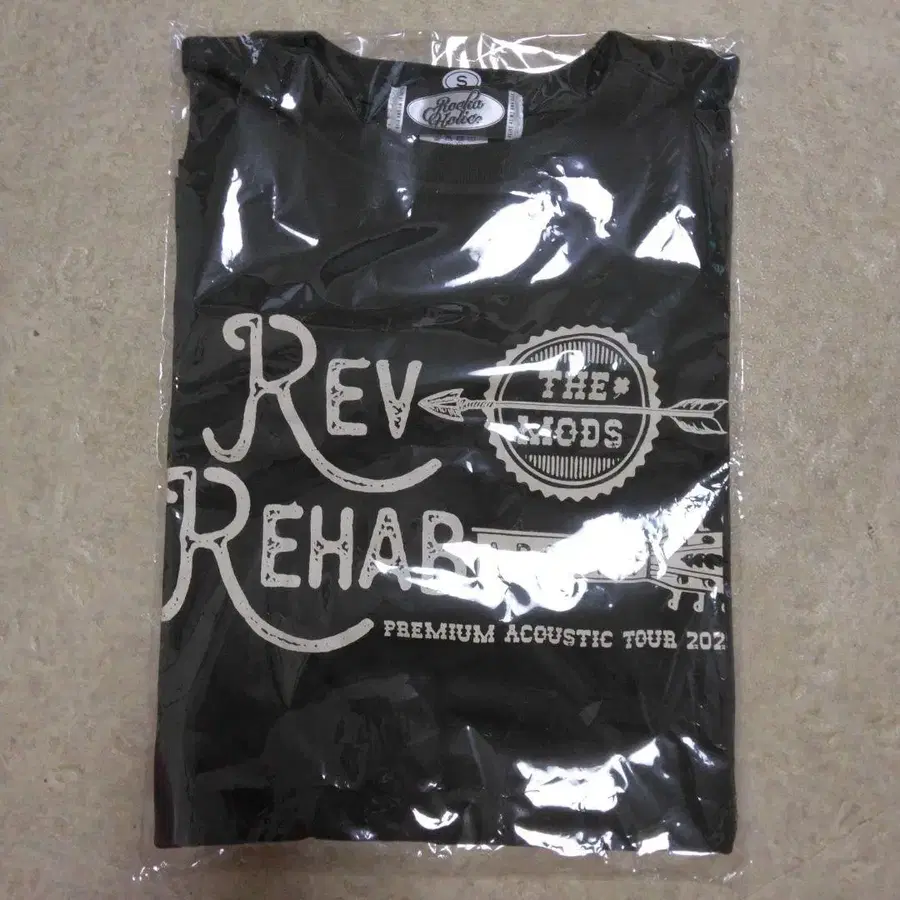 S
Rocka
Holic
REV
THE
MODS
REHAB
PREMIUM ACOUSTIC TOUR 202